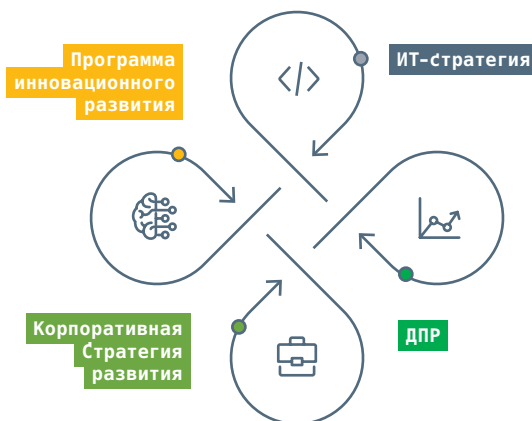 Программа
инновационного
развития
ИТ-стратегия
Корпоративная
Стратегия
развития
ДПР